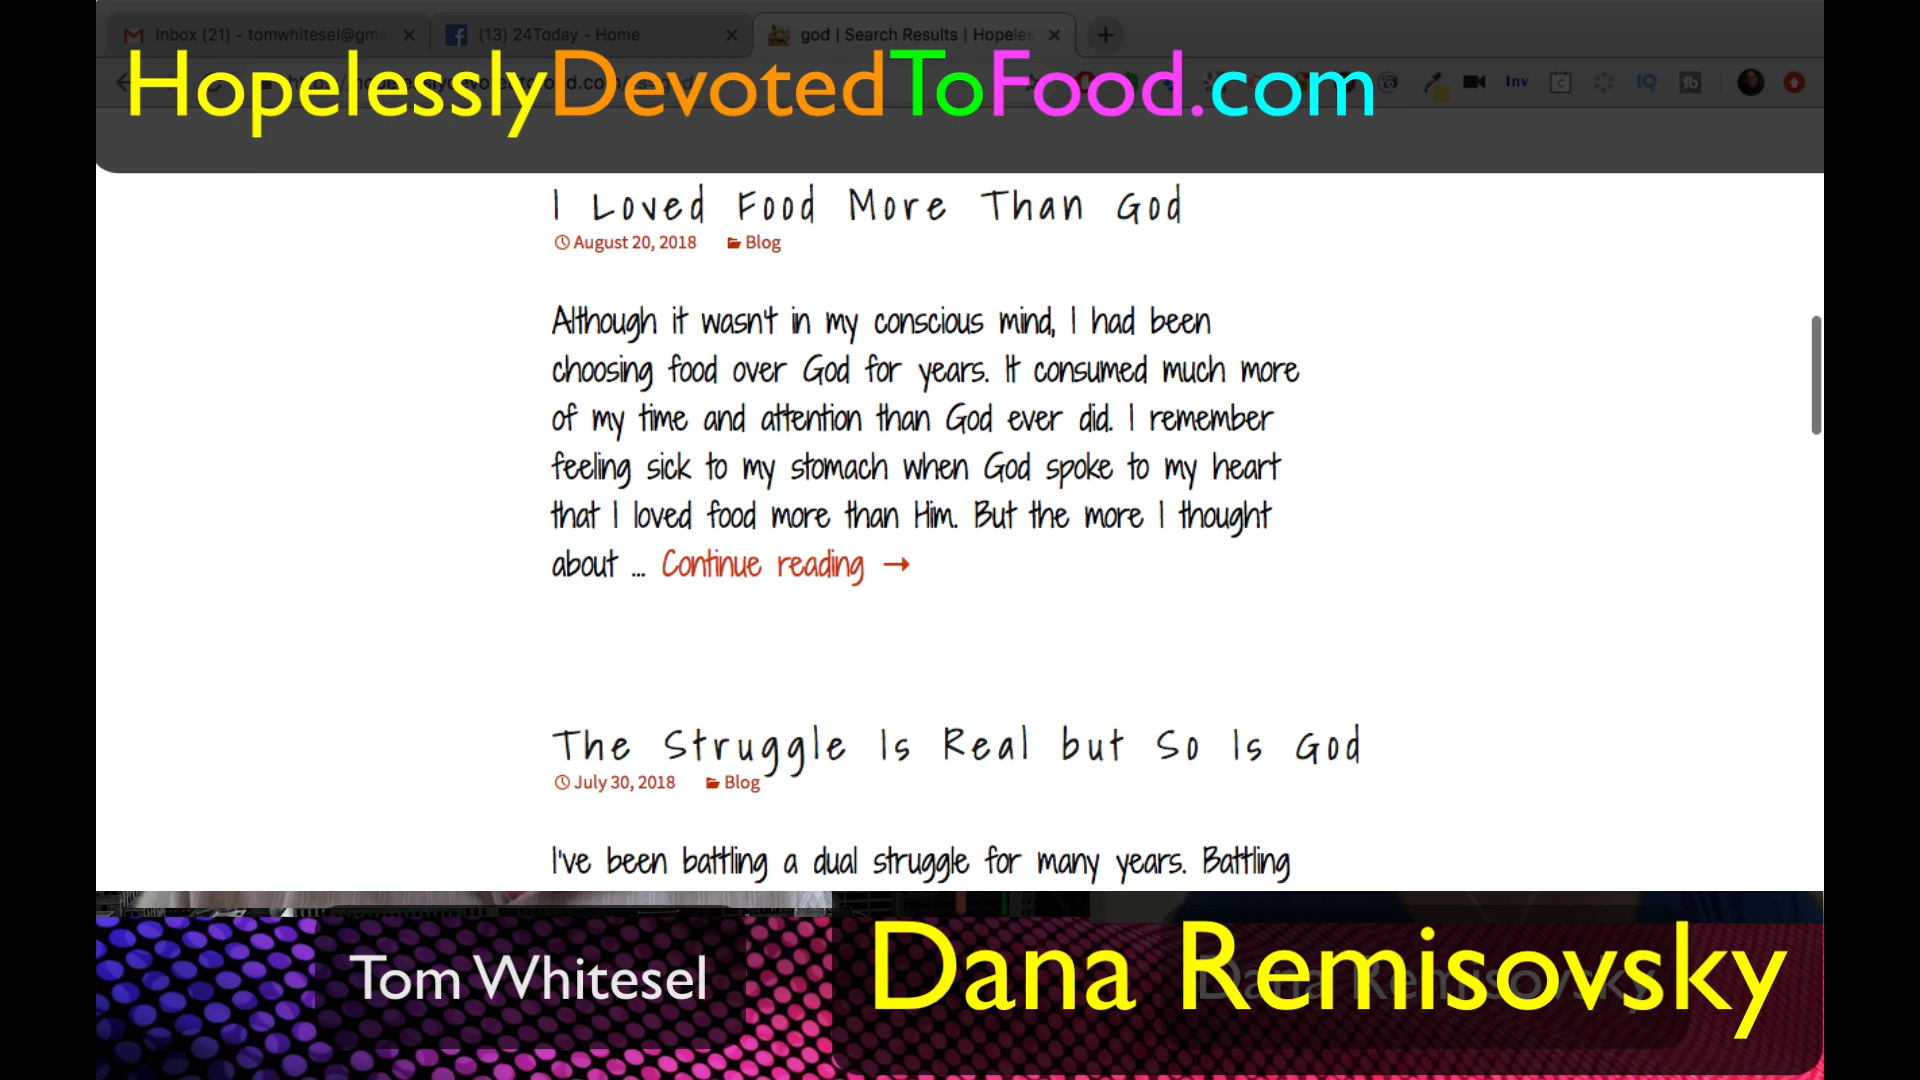 Inbox (21) - tomwhitesel@gma
(13) 24Today - Home
god | Search Results | Hopeles
HopelesslyDevotedToFood.com
Inv
IQ
I Loved Food More Than God
August 20, 2018 Blog
Although it wasn't in my conscious mind, I had been
choosing food over God for years. It consumed much more
of my time and attention than God ever did. I remember
feeling sick to my stomach when God spoke to my heart
that I loved food more than Him. But the more I thought
about ... Continue reading →
The Struggle Is Real but So Is God
July 30, 2018 Blog
I've been battling a dual struggle for many years. Battling
Tom Whitesel
Dana Remisovsky
Dana Remisovsky